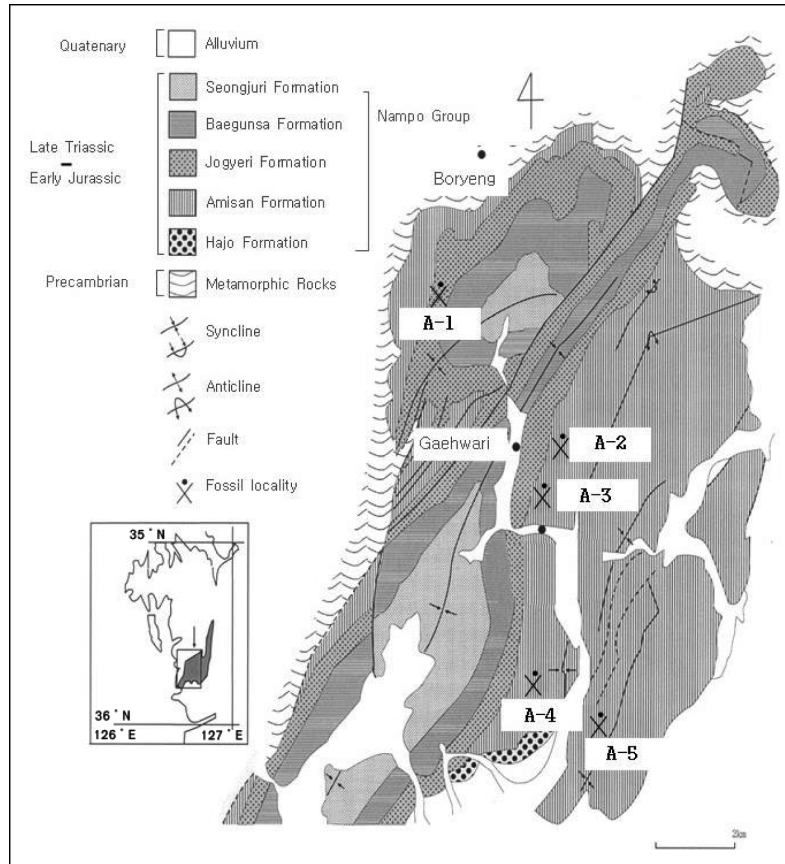 Quaternary
Alluvium
Late Triassic
Early Jurassic
Seongjuri Formation
Baegunsa Formation
Jogyeri Formation
Amisan Formation
Hajo Formation
Nampo Group
Precambrian
Metamorphic Rocks
Syncline
Anticline
Fault
Fossil locality
Boryeng
A-1
Gaehwari
A-2
A-3
A-4
A-5
35° N
36° N
126° E
127° E
2km